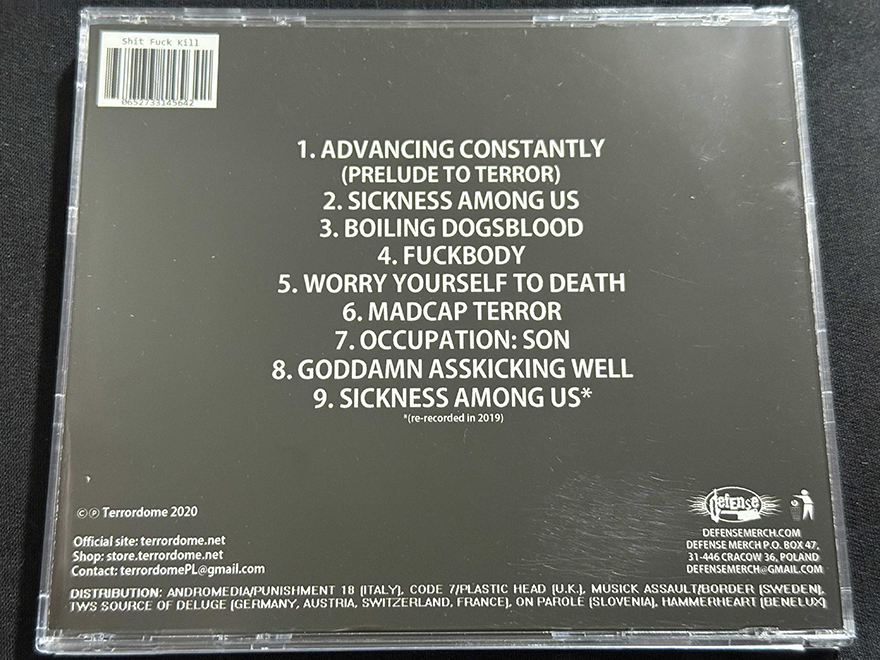 Shit Fuck Kill
0652733145642
1. ADVANCING CONSTANTLY
(PRELUDE TO TERROR)
2. SICKNESS AMONG US
3. BOILING DOGSBLOOD
4. FUCKBODY
5. WORRY YOURSELF TO DEATH
6. MADCAP TERROR
7. OCCUPATION: SON
8. GODDAMN ASSKICKING WELL
9. SICKNESS AMONG US*
*(re-recorded in 2019)
©℗ Terrordome 2020
Official site: terrordome.net
Shop: store.terrordome.net
Contact: terrordomePL@gmail.com
Defense
DEFENSEMERCH.COM
DEFENSE MERCH P.O. BOX 47,
31-446 CRACOW 36, POLAND
DEFENSEMERCH@GMAIL.COM
DISTRIBUTION: ANDROMEDIA/PUNISHMENT 18 (ITALY), CODE 7/PLASTIC HEAD (U.K.), MUSICK ASSAULT/BORDER (SWEDEN),
TWS SOURCE OF DELUGE (GERMANY, AUSTRIA, SWITZERLAND, FRANCE), ON PAROLE (SLOVENIA), HAMMERHEART (BENELUX)